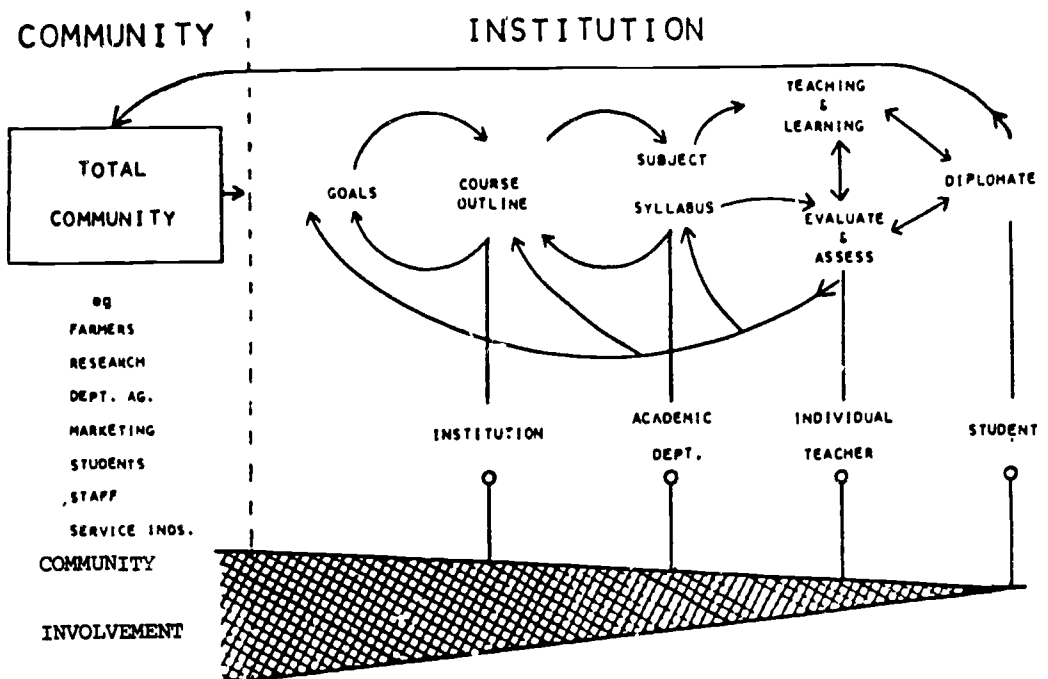 COMMUNITY
INSTITUTION
TOTAL
COMMUNITY
eg
FARMERS
RESEARCH
DEPT. AG.
MARKETING
STUDENTS
STAFF
SERVICE INDS.
GOALS
COURSE
OUTLINE
SUBJECT
SYLLABUS
TEACHING
&
LEARNING
EVALUATE
&
ASSESS
DIPLOMATE
INSTITUTION
ACADEMIC
DEPT.
INDIVIDUAL
TEACHER
STUDENT
COMMUNITY
INVOLVEMENT